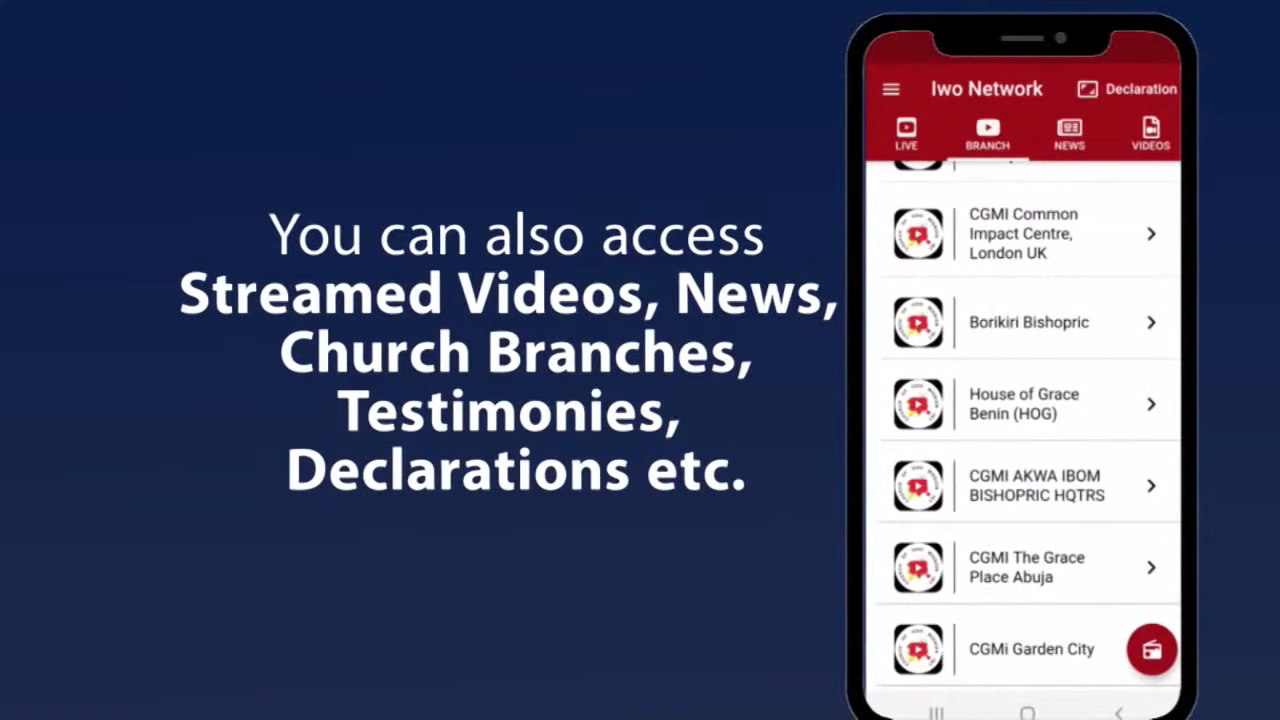 You can also access
Streamed Videos, News,
Church Branches,
Testimonies,
Declarations etc.
Iwo Network
Declaration
LIVE
BRANCH
NEWS
VIDEOS
CGMI Common
Impact Centre,
London UK
Borikiri Bishopric
House of Grace
Benin (HOG)
CGMI AKWA IBOM
BISHOPRIC HQTRS
CGMI The Grace
Place Abuja
CGMi Garden City